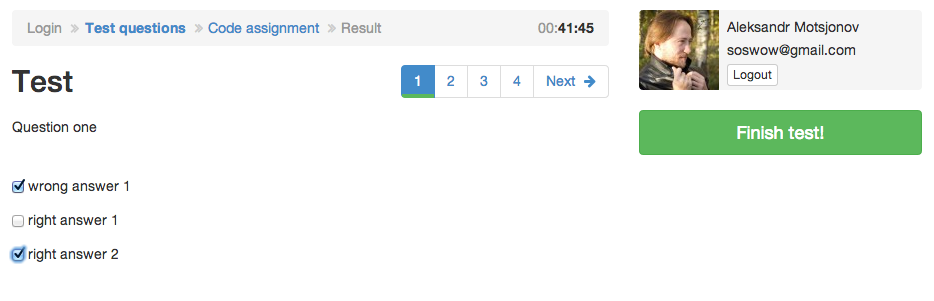 Login » Test questions » Code assignment » Result 00:41:45
Test
1 2 3 4 Next →
Question one
wrong answer 1
right answer 1
right answer 2
Aleksandr Motsjonov
soswow@gmail.com
Logout
Finish test!